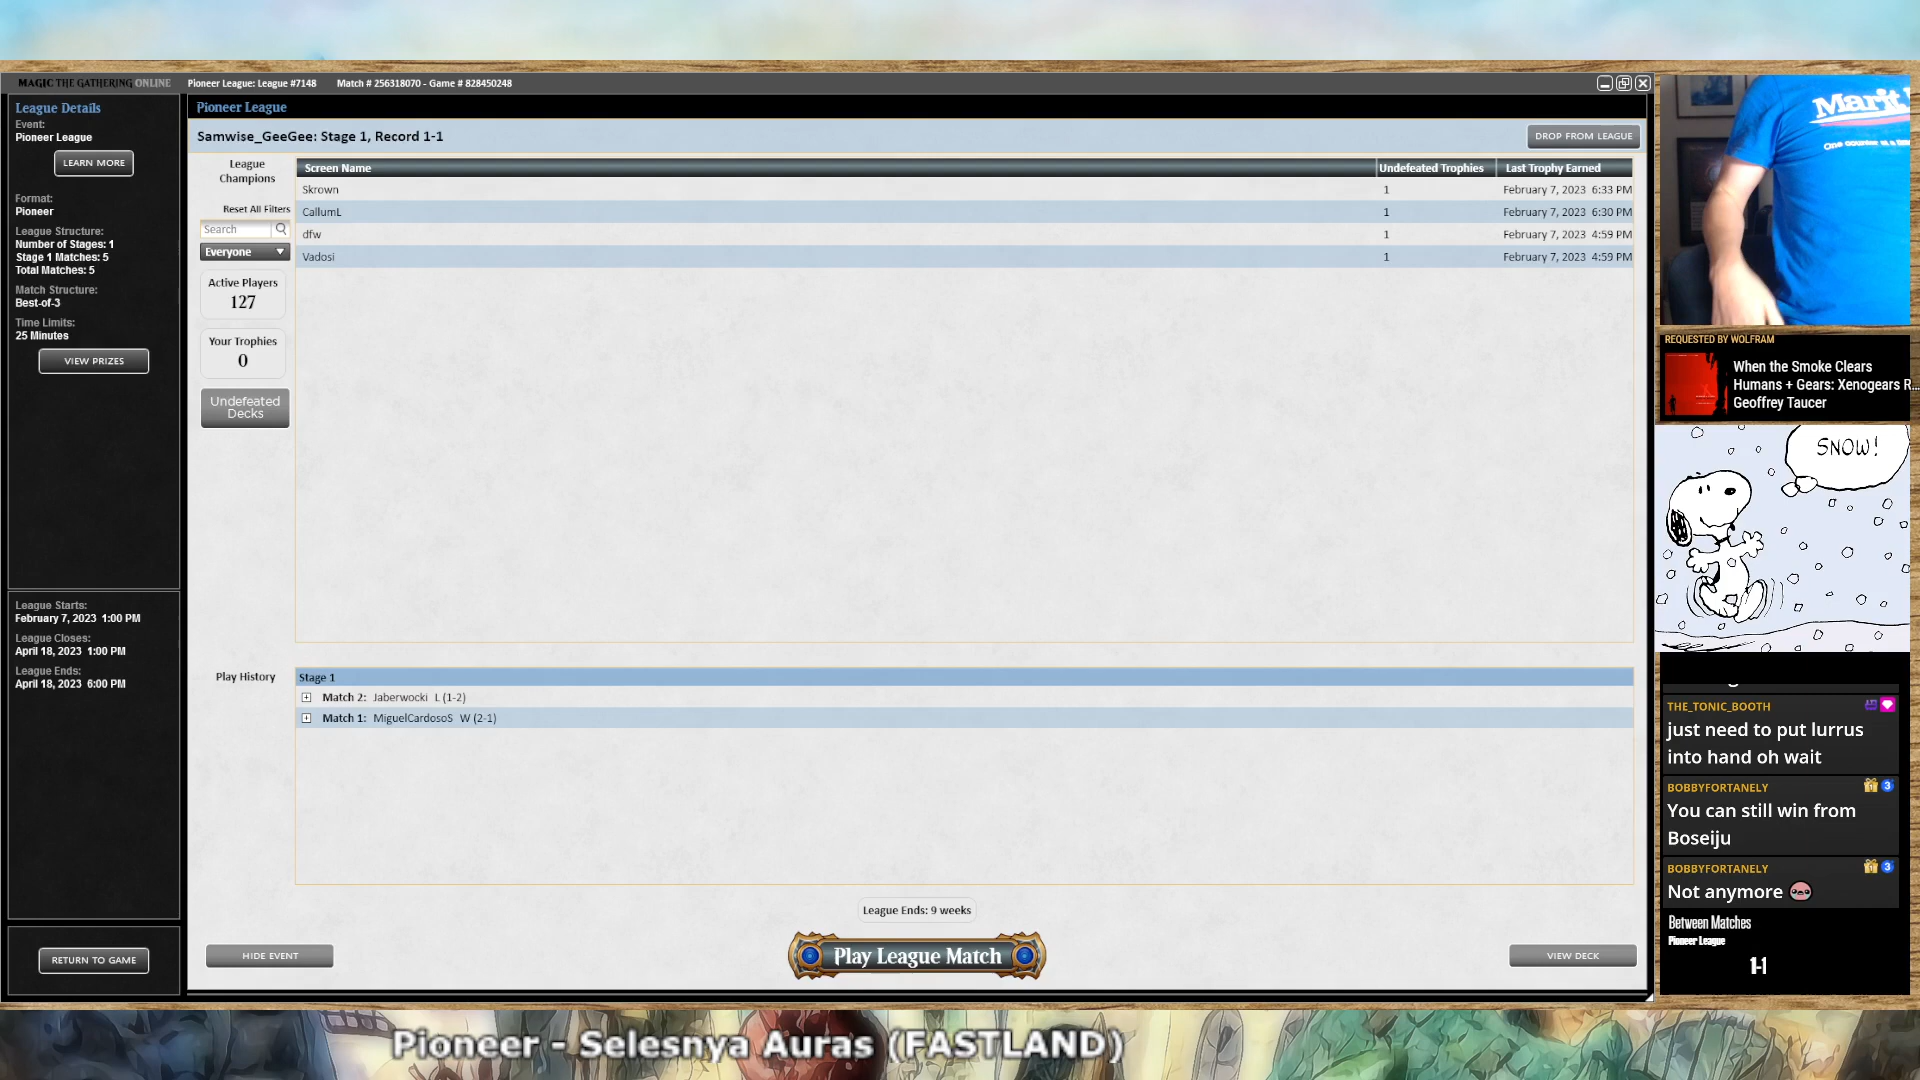 MAGIC THE GATHERING ONLINE
Pioneer League: League #7148
Match # 256318070 - Game # 828450248
League Details
Event:
Pioneer League
LEARN MORE
Format:
Pioneer
League Structure:
Number of Stages: 1
Stage 1 Matches: 5
Total Matches: 5
Match Structure:
Best-of-3
Time Limits:
25 Minutes
VIEW PRIZES
League Starts:
February 7, 2023 1:00 PM
League Closes:
April 18, 2023 1:00 PM
League Ends:
April 18, 2023 6:00 PM
RETURN TO GAME
Pioneer League
Samwise_GeeGee: Stage 1, Record 1-1
DROP FROM LEAGUE
League
Champions
Reset All Filters
Search
Everyone
Active Players
127
Your Trophies
0
Undefeated
Decks
Screen Name Undefeated Trophies Last Trophy Earned
Skrown 1 February 7, 2023 6:33 PM
CallumL 1 February 7, 2023 6:30 PM
dfw 1 February 7, 2023 4:59 PM
Vadosi 1 February 7, 2023 4:59 PM
Play History
Stage 1
Match 2: Jaberwocki L (1-2)
Match 1: MiguelCardosoS W (2-1)
League Ends: 9 weeks
HIDE EVENT
Play League Match
VIEW DECK
Marit
One counter at a
REQUESTED BY WOLFRAM
When the Smoke Clears
Humans + Gears: Xenogears R...
Geoffrey Taucer
SNOW!
THE_TONIC_BOOTH
just need to put lurrus
into hand oh wait
BOBBYFORTANELY
3
You can still win from
Boseiju
BOBBYFORTANELY
3
Not anymore
Between Matches
Pioneer League
1-1
Pioneer - Selesnya Auras (FASTLAND)